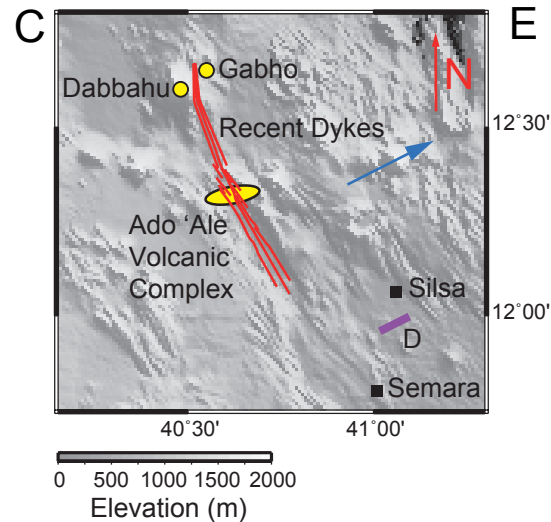 C
E
N
Gabho
Dabbahu
Recent Dykes
12°30'
Ado 'Ale
Volcanic
Complex
Silsa
12°00'
D
Semara
40°30'
41°00'
0 500 1000 1500 2000
Elevation (m)